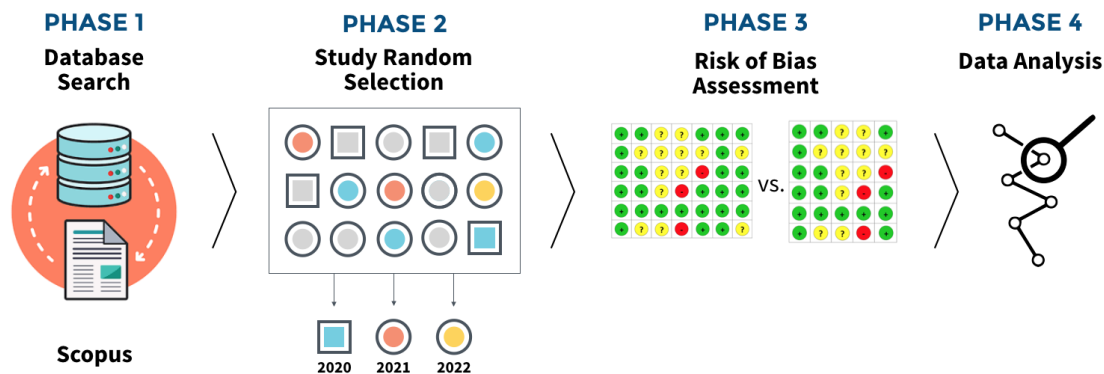 PHASE 1
Database
Search
Scopus
PHASE 2
Study Random
Selection
2020 2021 2022
PHASE 3
Risk of Bias
Assessment
+ + ? ? + + +
+ ? ? ? ? + ?
+ + ? ? - + +
+ + ? - + + +
+ + + + + + +
+ ? ? - + + ?
vs.
+ + ? ? +
+ ? ? ? ?
+ + ? ? -
+ + ? - +
+ + + + +
+ ? ? - +
PHASE 4
Data Analysis